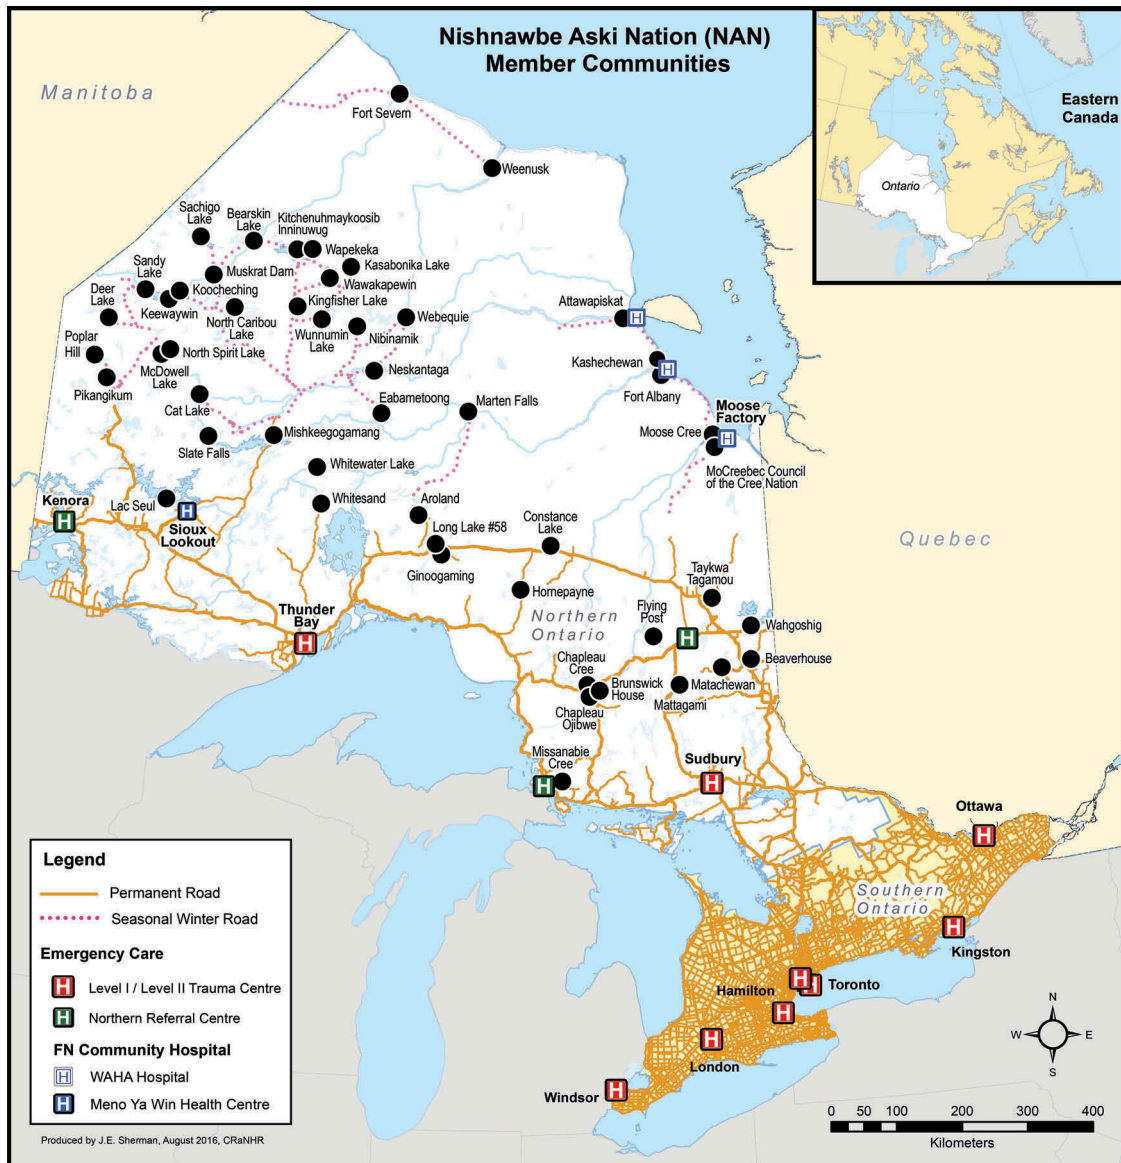 Nishnawbe Aski Nation (NAN)
Member Communities
Manitoba
Eastern
Canada
Ontario
Fort Severn
Weenusk
Sachigo
Lake
Bearskin
Lake
Kitchenuhmaykoosib
Inninuwug
Wapekeka
Kasabonika Lake
Sandy
Lake
Muskrat Dam
Wawakapewin
Deer
Lake
Koocheching
Keewaywin
North Caribou
Lake
Kingfisher Lake
Wunnumin
Lake
Webequie
Nibinamik
Attawapiskat
H
Poplar
Hill
North Spirit Lake
McDowell
Lake
Pikangikum
Neskantaga
Kashechewan
H
Fort Albany
Cat Lake
Eabametoong
Marten Falls
Moose
Factory
Moose Cree
H
Slate Falls
Mishkeegogamang
MoCreebec Council
of the Cree Nation
Whitewater Lake
Kenora
H
Lac Seul
H
Sioux
Lookout
Whitesand
Aroland
Long Lake #58
Ginoogaming
Constance
Lake
Quebec
Taykwa
Tagamou
Hornepayne
Northern
Ontario
Flying
Post
H
Wahgoshig
Thunder
Bay
H
Beaverhouse
Chapleau
Cree
Brunswick
House
Matachewan
Mattagami
Chapleau
Ojibwe
Missanabie
Cree
H
Sudbury
H
Ottawa
H
Southern
Ontario
H
Kingston
H
H
Toronto
Hamilton
H
H
London
Windsor
H
Legend
Permanent Road
Seasonal Winter Road
Emergency Care
H Level I / Level II Trauma Centre
H Northern Referral Centre
FN Community Hospital
H WAHA Hospital
H Meno Ya Win Health Centre
Produced by J.E. Sherman, August 2016, CRaNHR
N
W E
S
0 50 100 200 300 400
Kilometers